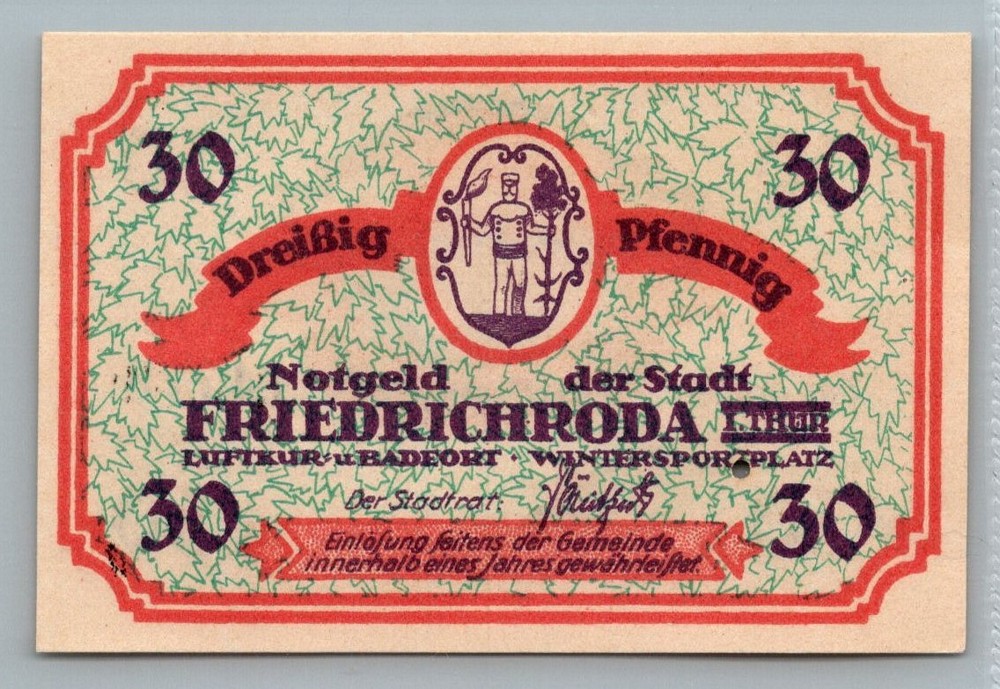 30 30
Dreißig Pfennig
Notgeld der Stadt
FRIEDRICHRODA I. THÜR
LUFTKUR- u BADEORT · WINTERSPORTPLATZ
Der Stadtrat:
30 30
Einlösung seitens der Gemeinde
innerhalb eines Jahres gewährleistet.